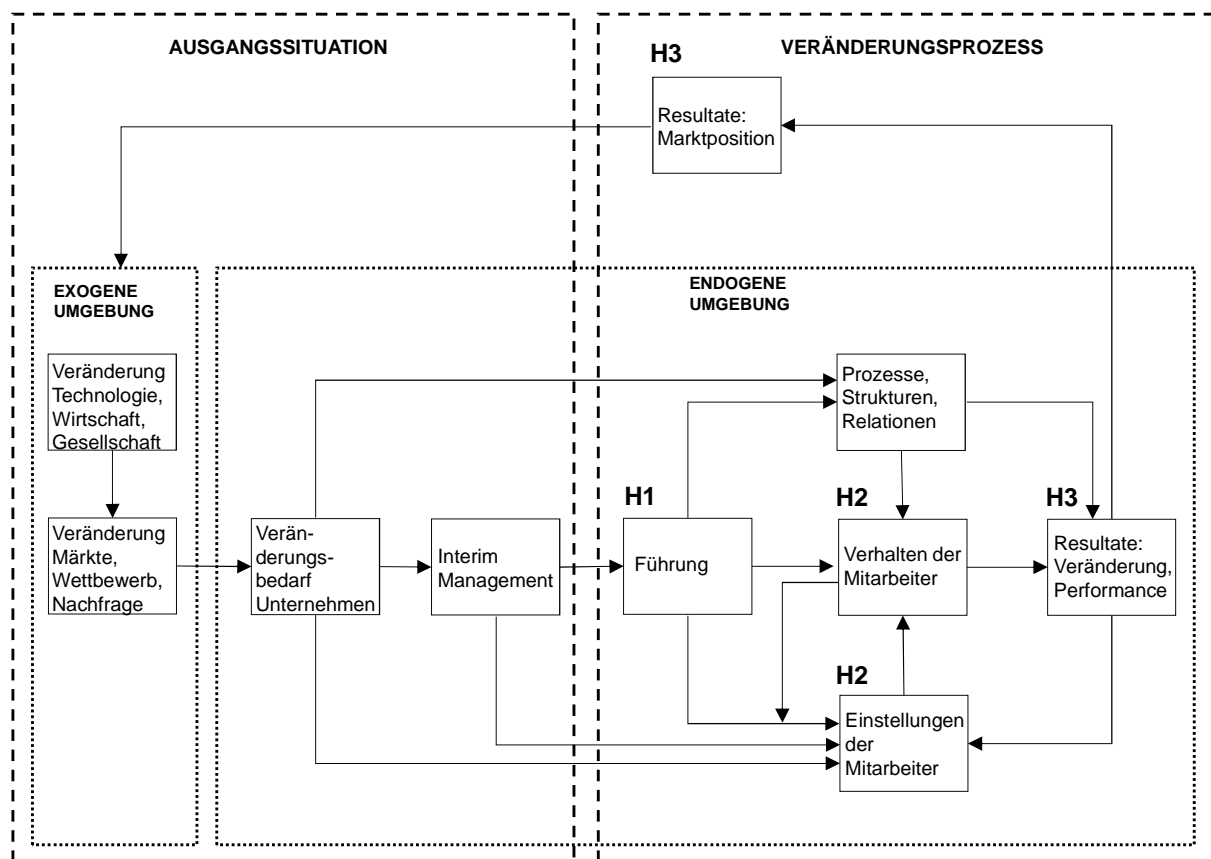 AUSGANGSSITUATION
VERÄNDERUNGSPROZESS
H3
Resultate:
Marktposition
EXOGENE
UMGEBUNG
ENDOGENE
UMGEBUNG
Veränderung
Technologie,
Wirtschaft,
Gesellschaft
Prozesse,
Strukturen,
Relationen
H1
H2
H3
Veränderung
Märkte,
Wettbewerb,
Nachfrage
Verän-
derungs-
bedarf
Unternehmen
Interim
Management
Führung
Verhalten der
Mitarbeiter
Resultate:
Veränderung,
Performance
H2
Einstellungen
der
Mitarbeiter